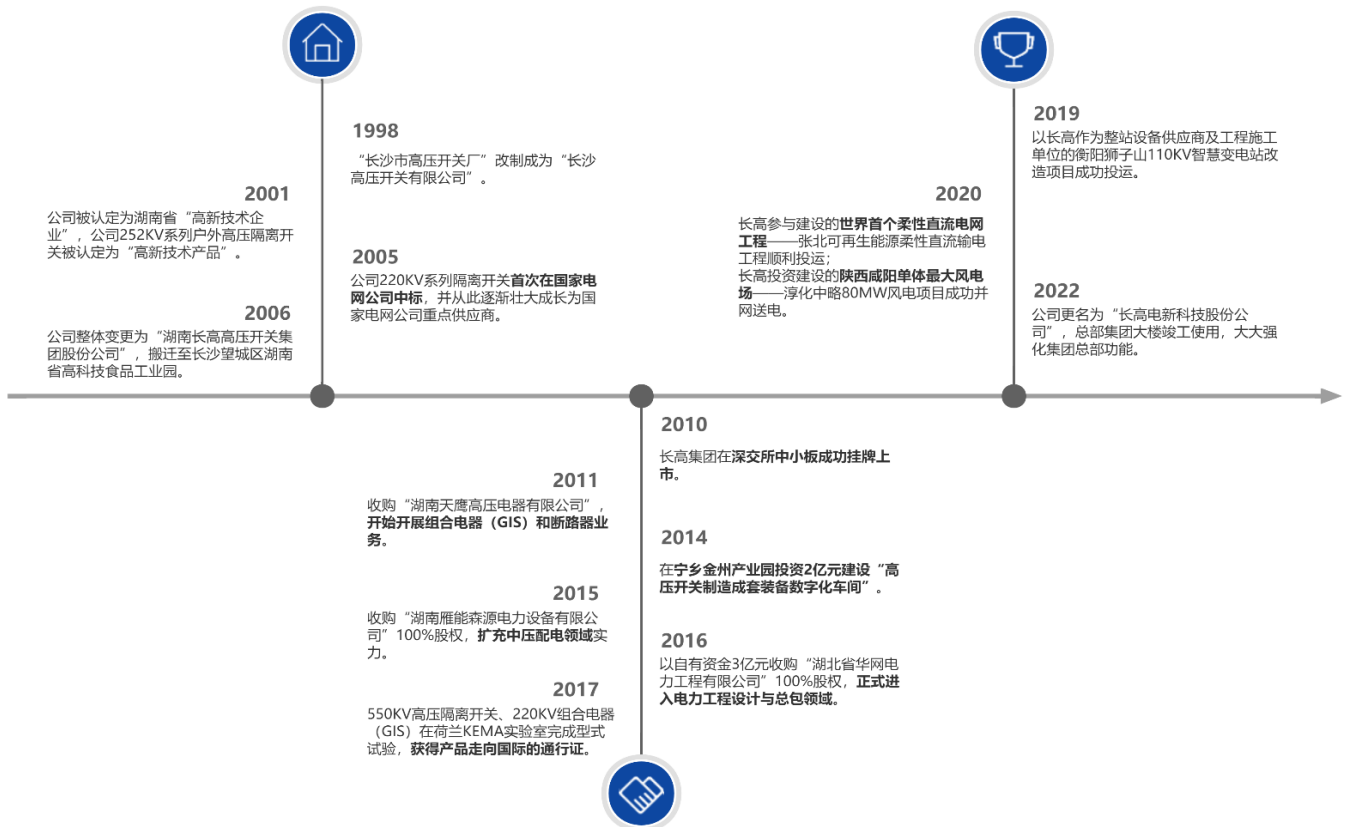 1998
“长沙市高压开关厂”改制成为“长沙
高压开关有限公司”。
2001
公司被认定为湖南省“高新技术企
业”，公司252KV系列户外高压隔离开
关被认定为“高新技术产品”。
2005
公司220KV系列隔离开关首次在国家电
网公司中标，并从此逐渐壮大成长为国
家电网公司重点供应商。
2006
公司整体变更为“湖南长高高压开关集
团股份公司”，搬迁至长沙望城区湖南
省高科技食品工业园。
2010
长高集团在深交所中小板成功挂牌上
市。
2011
收购“湖南天鹰高压电器有限公司”，
开始开展组合电器（GIS）和断路器业
务。
2014
在宁乡金州产业园投资2亿元建设“高
压开关制造成套装备数字化车间”。
2015
收购“湖南雁能森源电力设备有限公
司”100%股权，扩充中压配电领域实
力。
2016
以自有资金3亿元收购“湖北省华网电
力工程有限公司”100%股权，正式进
入电力工程设计与总包领域。
2017
550KV高压隔离开关、220KV组合电器
（GIS）在荷兰KEMA实验室完成型式
试验，获得产品走向国际的通行证。
2019
以长高作为整站设备供应商及工程施工
单位的衡阳狮子山110KV智慧变电站改
造项目成功投运。
2020
长高参与建设的世界首个柔性直流电网
工程——张北可再生能源柔性直流输电
工程顺利投运；
长高投资建设的陕西咸阳单体最大风电
场——淳化中略80MW风电项目成功并
网送电。
2022
公司更名为“长高电新科技股份公
司”，总部集团大楼竣工使用，大大强
化集团总部功能。